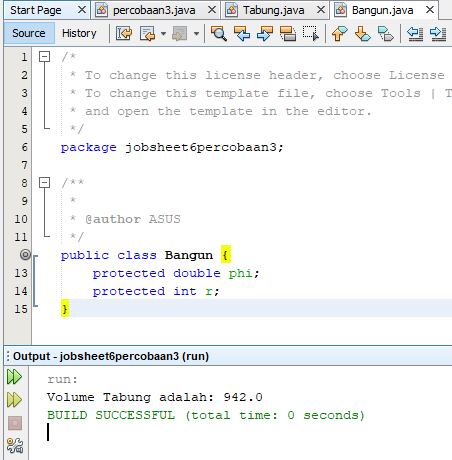 Start Page percobaan3.java Tabung.java Bangun.java
Source History
1 /*
2 * To change this license header, choose License
3 * To change this template file, choose Tools | T
4 * and open the template in the editor.
5 */
6 package jobsheet6percobaan3;
7
8 /**
9 *
10 * @author ASUS
11 */
public class Bangun {
13 protected double phi;
14 protected int r;
15 }
Output - jobsheet6percobaan3 (run)
run:
Volume Tabung adalah: 942.0
BUILD SUCCESSFUL (total time: 0 seconds)